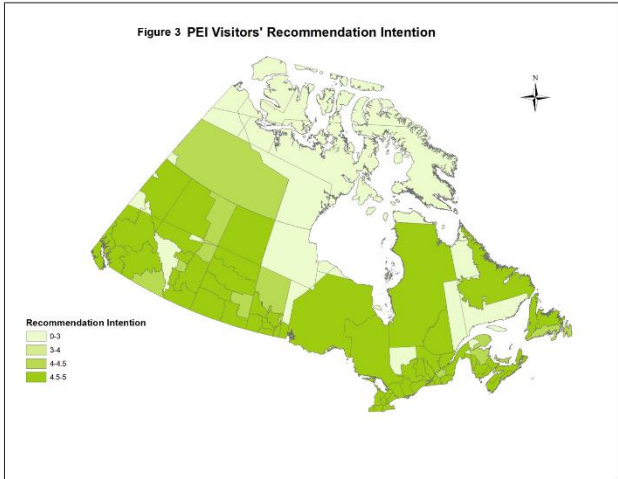 Figure 3 PEI Visitors' Recommendation Intention
N
Recommendation Intention
0-3
3-4
4-4.5
4.5-5